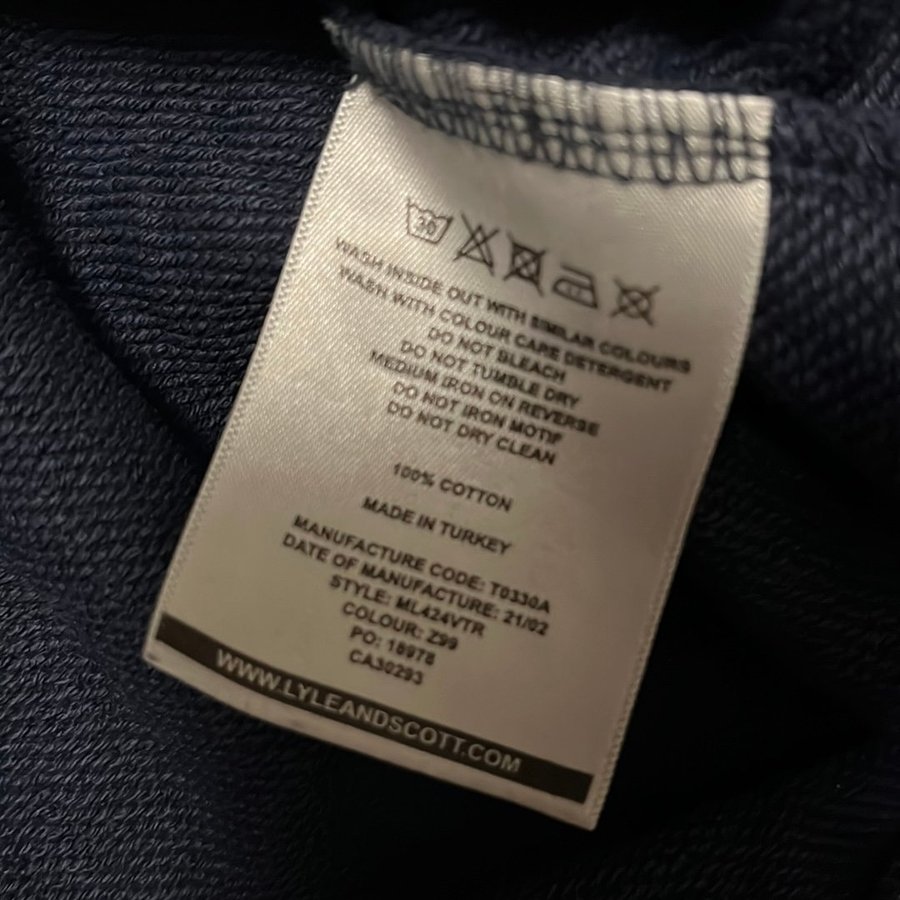 30
WASH INSIDE OUT WITH SIMILAR COLOURS
WASH WITH COLOUR CARE DETERGENT
DO NOT BLEACH
DO NOT TUMBLE DRY
MEDIUM IRON ON REVERSE
DO NOT IRON MOTIF
DO NOT DRY CLEAN
100% COTTON
MADE IN TURKEY
MANUFACTURE CODE: T0330A
DATE OF MANUFACTURE: 21/02
STYLE: ML424VTR
COLOUR: Z99
PO: 18978
CA30293
WWW.LYLEANDSCOTT.COM